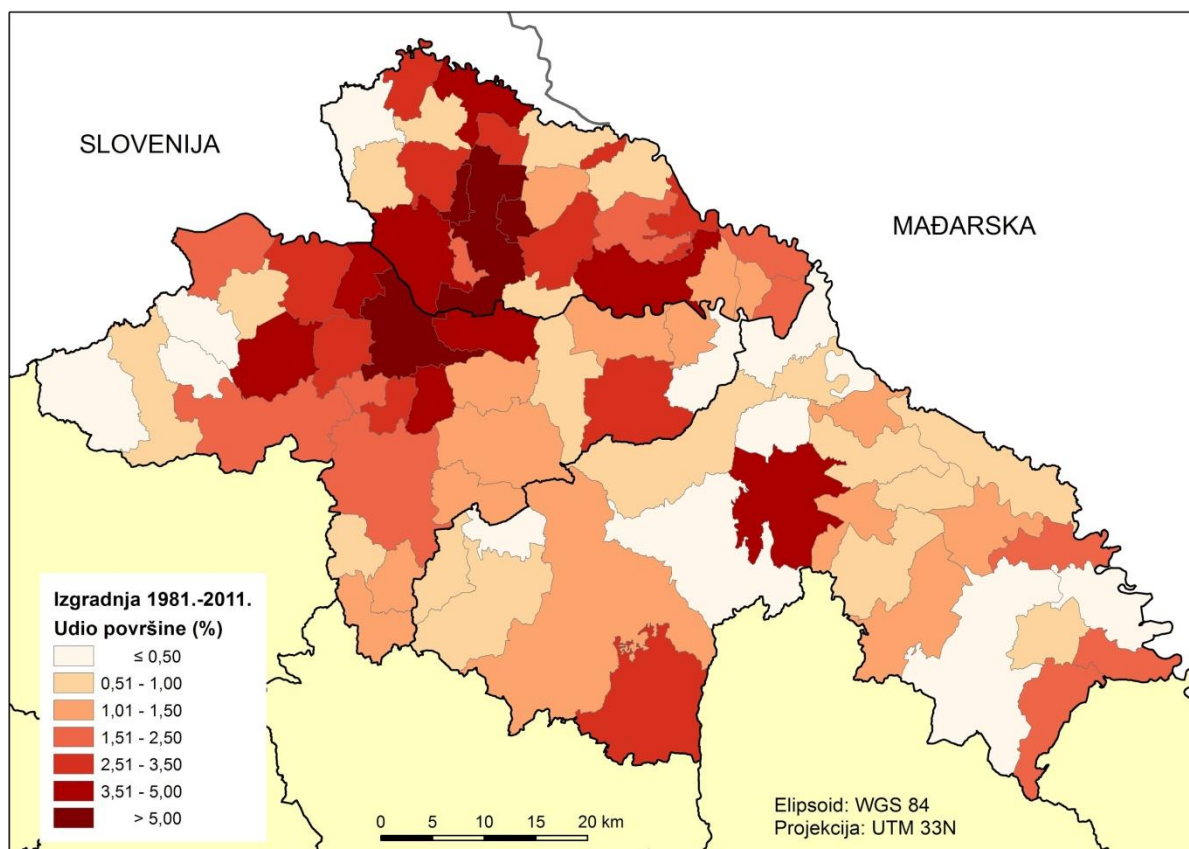 SLOVENIJA
MAĐARSKA
Izgradnja 1981.-2011.
Udio površine (%)
≤ 0,50
0,51 - 1,00
1,01 - 1,50
1,51 - 2,50
2,51 - 3,50
3,51 - 5,00
> 5,00
0 5 10 15 20 km
Elipsoid: WGS 84
Projekcija: UTM 33N